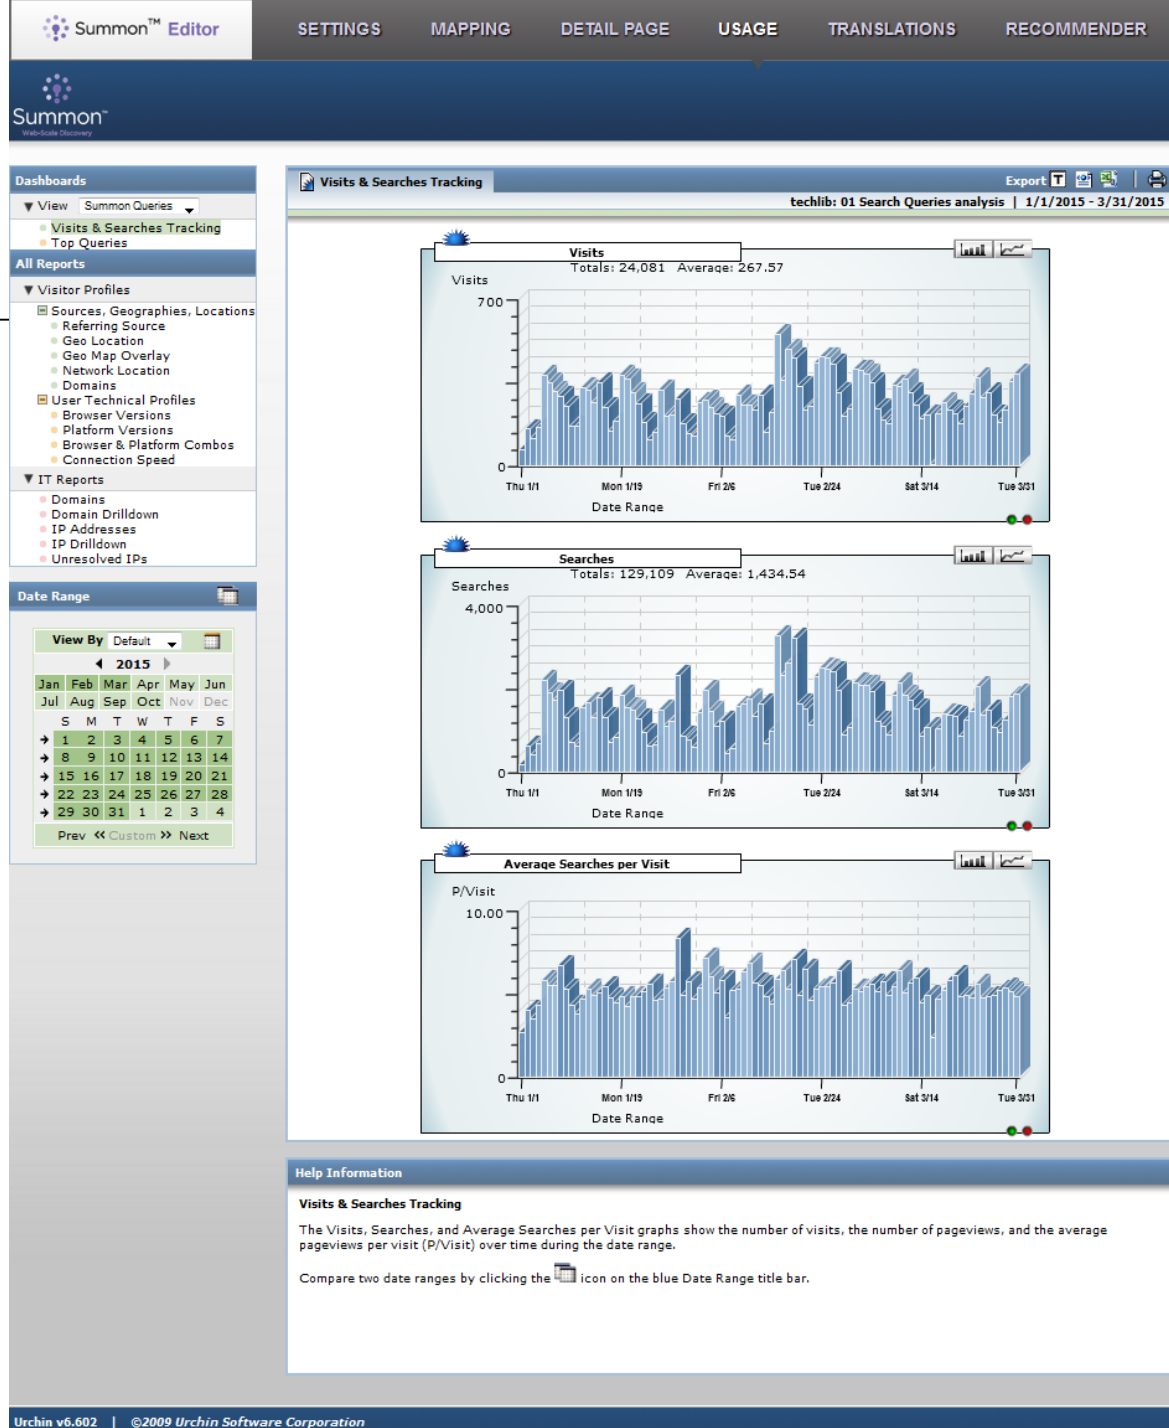 Summon™ Editor
SETTINGS MAPPING DETAIL PAGE USAGE TRANSLATIONS RECOMMENDER
Summon™
Web-Scale Discovery
Dashboards
View Summon Queries
Visits & Searches Tracking
Top Queries
All Reports
Visitor Profiles
Sources, Geographies, Locations
Referring Source
Geo Location
Geo Map Overlay
Network Location
Domains
User Technical Profiles
Browser Versions
Platform Versions
Browser & Platform Combos
Connection Speed
IT Reports
Domains
Domain Drilldown
IP Addresses
IP Drilldown
Unresolved IPs
Date Range
View By Default
2015
Jan Feb Mar Apr May Jun
Jul Aug Sep Oct Nov Dec
S M T W T F S
1 2 3 4 5 6 7
8 9 10 11 12 13 14
15 16 17 18 19 20 21
22 23 24 25 26 27 28
29 30 31 1 2 3 4
Prev « Custom » Next
Visits & Searches Tracking
Export T
techlib: 01 Search Queries analysis | 1/1/2015 - 3/31/2015
Visits
Totals: 24,081 Average: 267.57
Visits
700
0
Thu 1/1 Mon 1/19 Fri 2/6 Tue 2/24 Sat 3/14 Tue 3/31
Date Range
Searches
Totals: 129,109 Average: 1,434.54
Searches
4,000
0
Thu 1/1 Mon 1/19 Fri 2/6 Tue 2/24 Sat 3/14 Tue 3/31
Date Range
Average Searches per Visit
P/Visit
10.00
0
Thu 1/1 Mon 1/19 Fri 2/6 Tue 2/24 Sat 3/14 Tue 3/31
Date Range
Help Information
Visits & Searches Tracking
The Visits, Searches, and Average Searches per Visit graphs show the number of visits, the number of pageviews, and the average
pageviews per visit (P/Visit) over time during the date range.
Compare two date ranges by clicking the icon on the blue Date Range title bar.
Urchin v6.602 | ©2009 Urchin Software Corporation